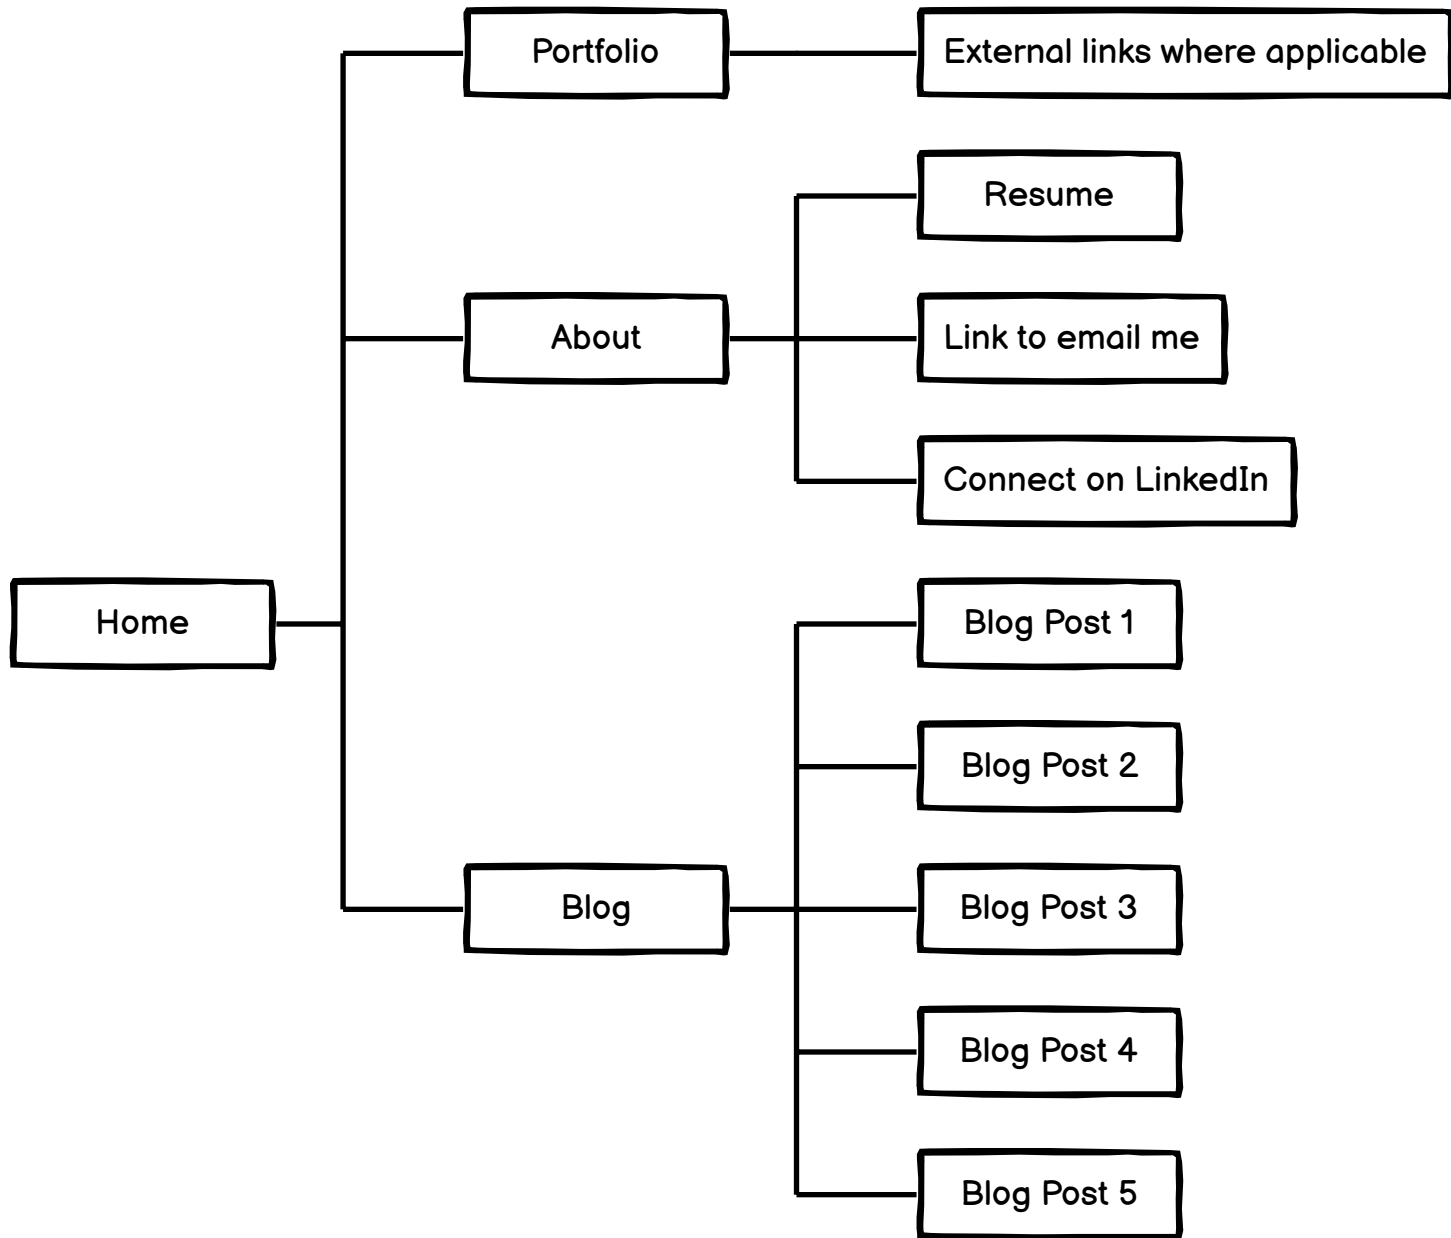 Portfolio
External links where applicable
Resume
About
Link to email me
Connect on LinkedIn
Home
Blog Post 1
Blog Post 2
Blog
Blog Post 3
Blog Post 4
Blog Post 5